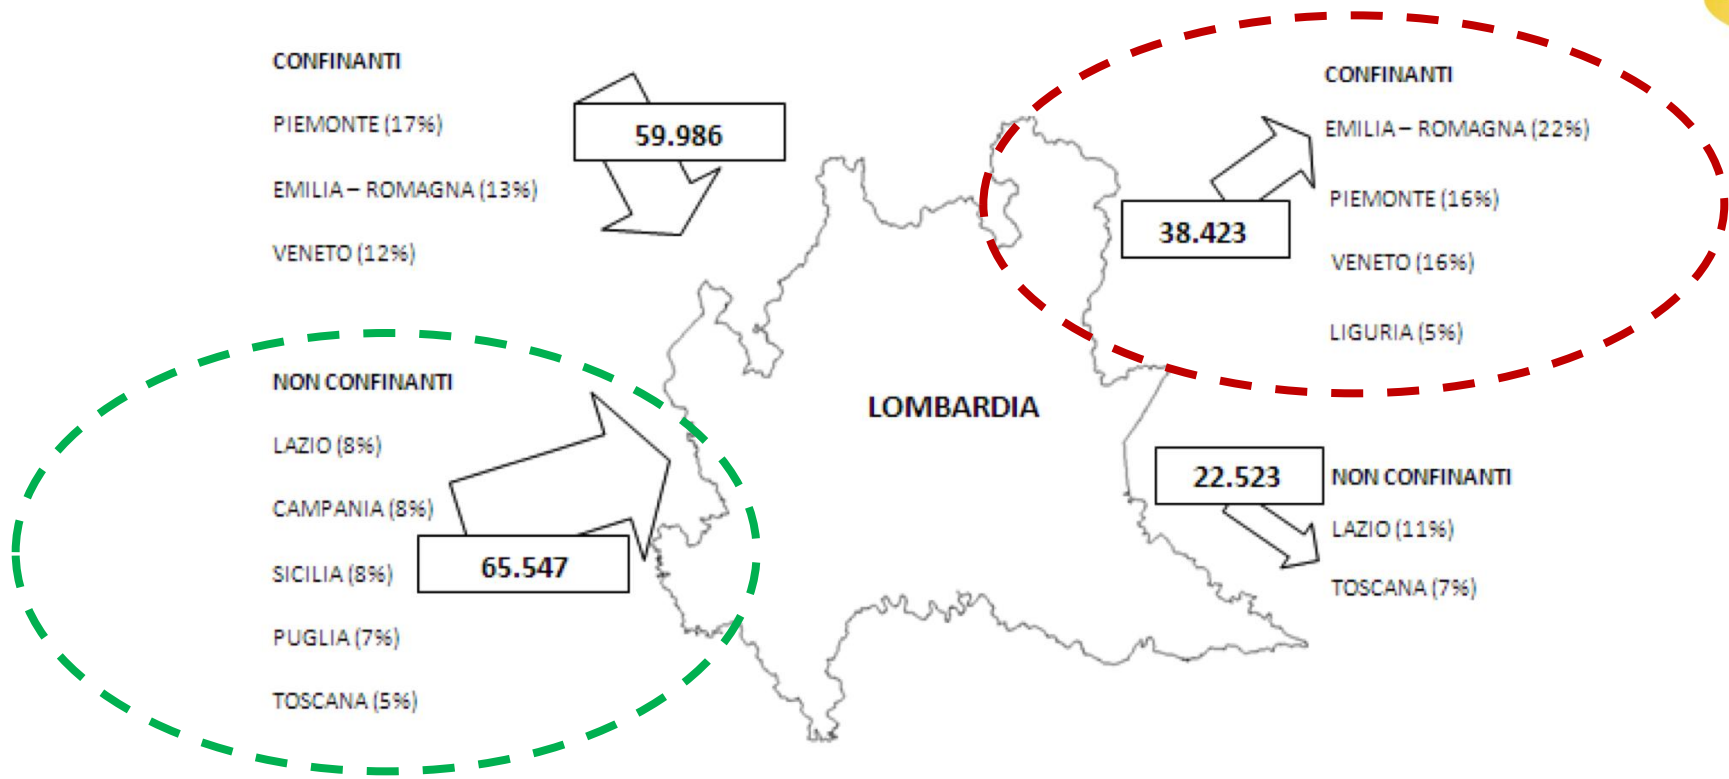 CONFINANTI
PIEMONTE (17%)
EMILIA – ROMAGNA (13%)
VENETO (12%)
59.986
NON CONFINANTI
LAZIO (8%)
CAMPANIA (8%)
SICILIA (8%)
PUGLIA (7%)
TOSCANA (5%)
65.547
LOMBARDIA
CONFINANTI
EMILIA – ROMAGNA (22%)
PIEMONTE (16%)
VENETO (16%)
LIGURIA (5%)
38.423
22.523
NON CONFINANTI
LAZIO (11%)
TOSCANA (7%)